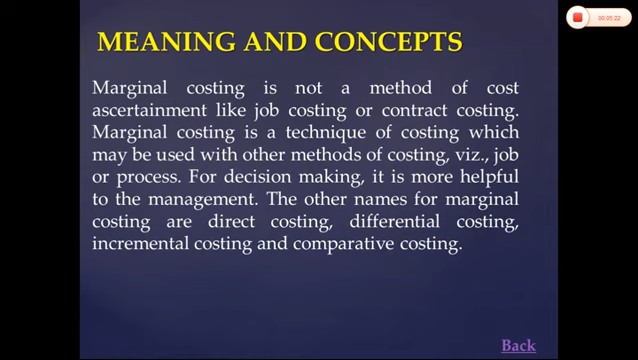 MEANING AND CONCEPTS
Marginal costing is not a method of cost
ascertainment like job costing or contract costing.
Marginal costing is a technique of costing which
may be used with other methods of costing, viz., job
or process. For decision making, it is more helpful
to the management. The other names for marginal
costing are direct costing, differential costing,
incremental costing and comparative costing.
Back
00:05:22